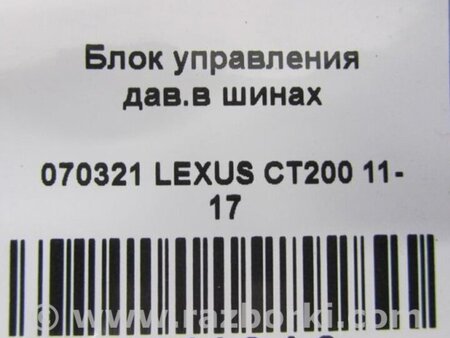 Блок управления
дав.в шинах
070321 LEXUS CT200 11-
17
www.razborki.com